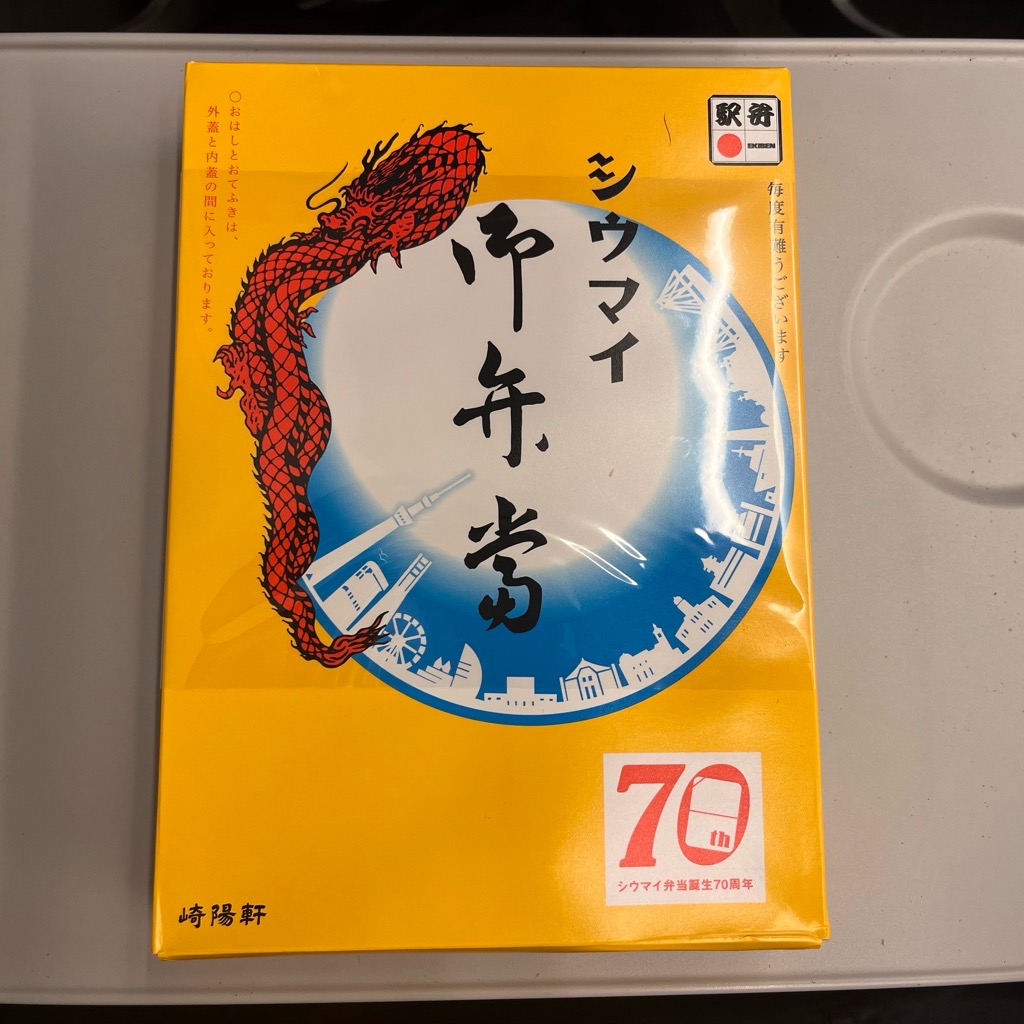 駅弁
EKIBEN
毎度有難うございます
シウマイ
御弁當
○おはしとおてふきは、
外蓋と内蓋の間に入っております。
70th
シウマイ弁当誕生70周年
崎陽軒